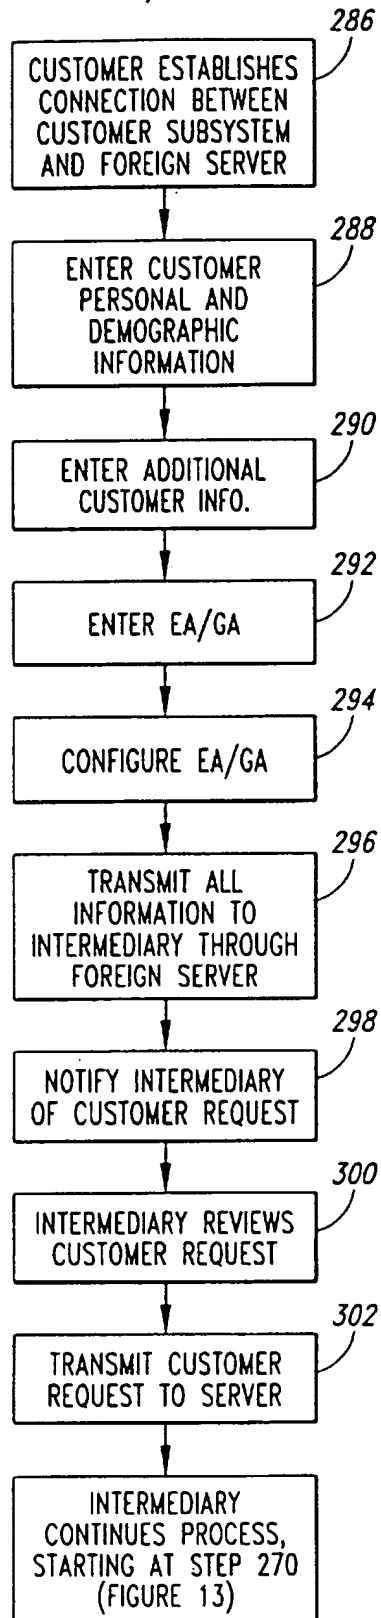 286
CUSTOMER ESTABLISHES
CONNECTION BETWEEN
CUSTOMER SUBSYSTEM
AND FOREIGN SERVER
288
ENTER CUSTOMER
PERSONAL AND
DEMOGRAPHIC
INFORMATION
290
ENTER ADDITIONAL
CUSTOMER INFO.
292
ENTER EA/GA
294
CONFIGURE EA/GA
296
TRANSMIT ALL
INFORMATION TO
INTERMEDIARY THROUGH
FOREIGN SERVER
298
NOTIFY INTERMEDIARY
OF CUSTOMER REQUEST
300
INTERMEDIARY REVIEWS
CUSTOMER REQUEST
302
TRANSMIT CUSTOMER
REQUEST TO SERVER
INTERMEDIARY
CONTINUES PROCESS,
STARTING AT STEP 270
(FIGURE 13)